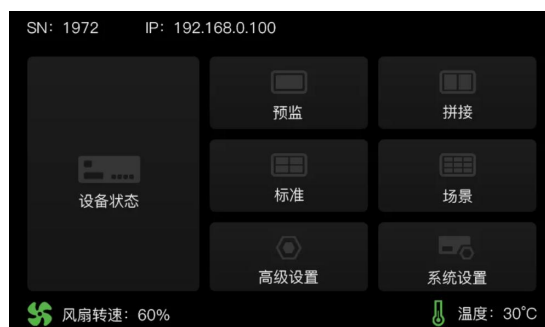 SN: 1972 IP: 192.168.0.100
预监
拼接
设备状态
标准
场景
高级设置
系统设置
风扇转速: 60%
温度: 30°C